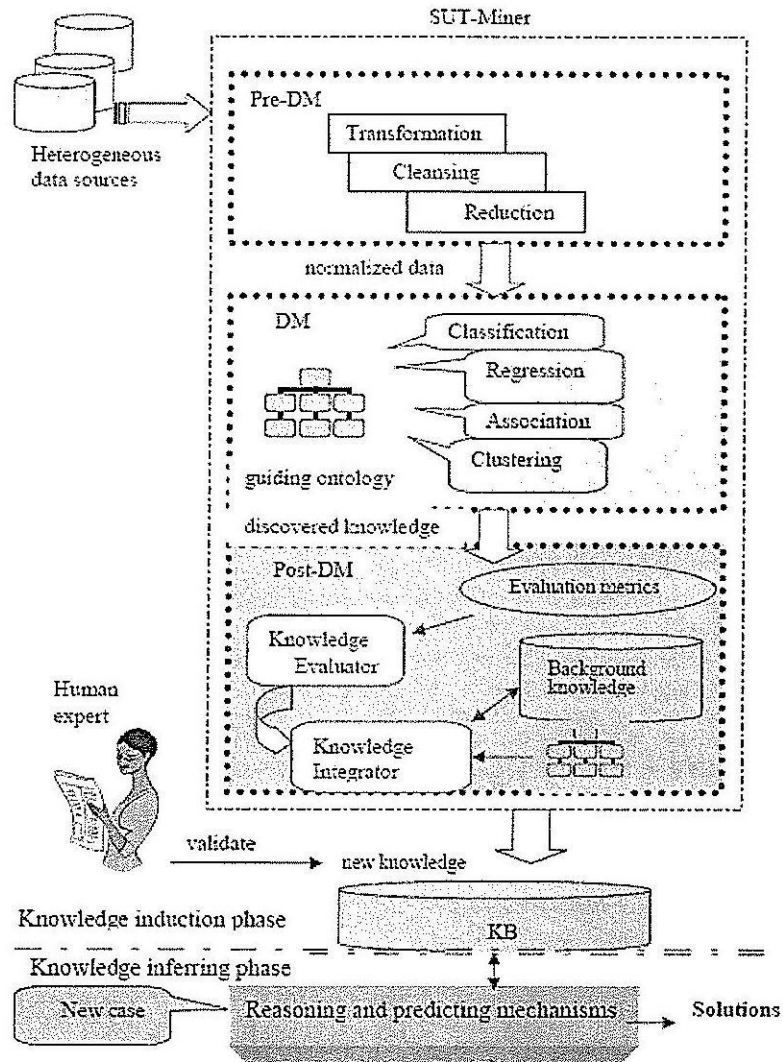 SUT-Miner
Heterogeneous
data sources
Pre-DM
Transformation
Cleansing
Reduction
normalized data
DM
Classification
Regression
Association
Clustering
guiding ontology
discovered knowledge
Post-DM
Evaluation metrics
Knowledge
Evaluator
Background
knowledge
Knowledge
Integrator
Human
expert
validate
new knowledge
KB
Knowledge induction phase
Knowledge inferring phase
New case
Reasoning and predicting mechanisms
Solutions